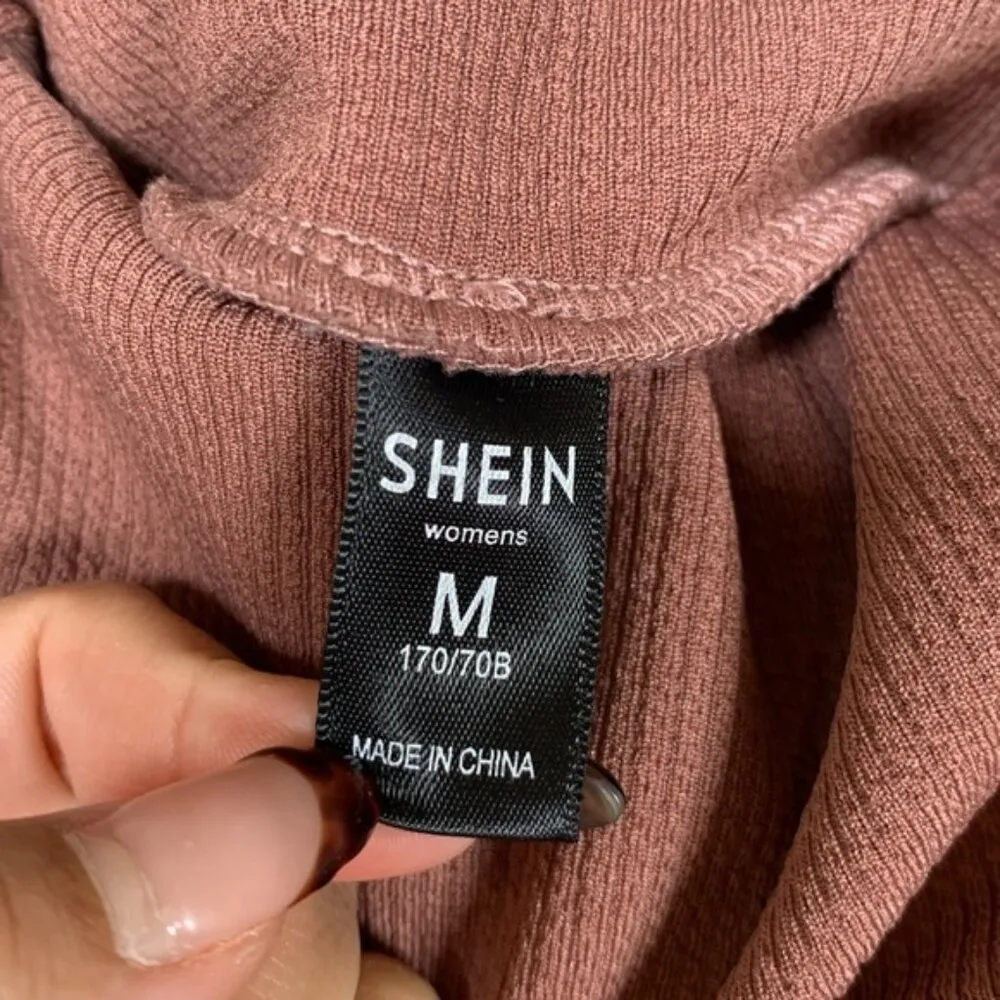 SHEIN
womens
M
170/70B
MADE IN CHINA